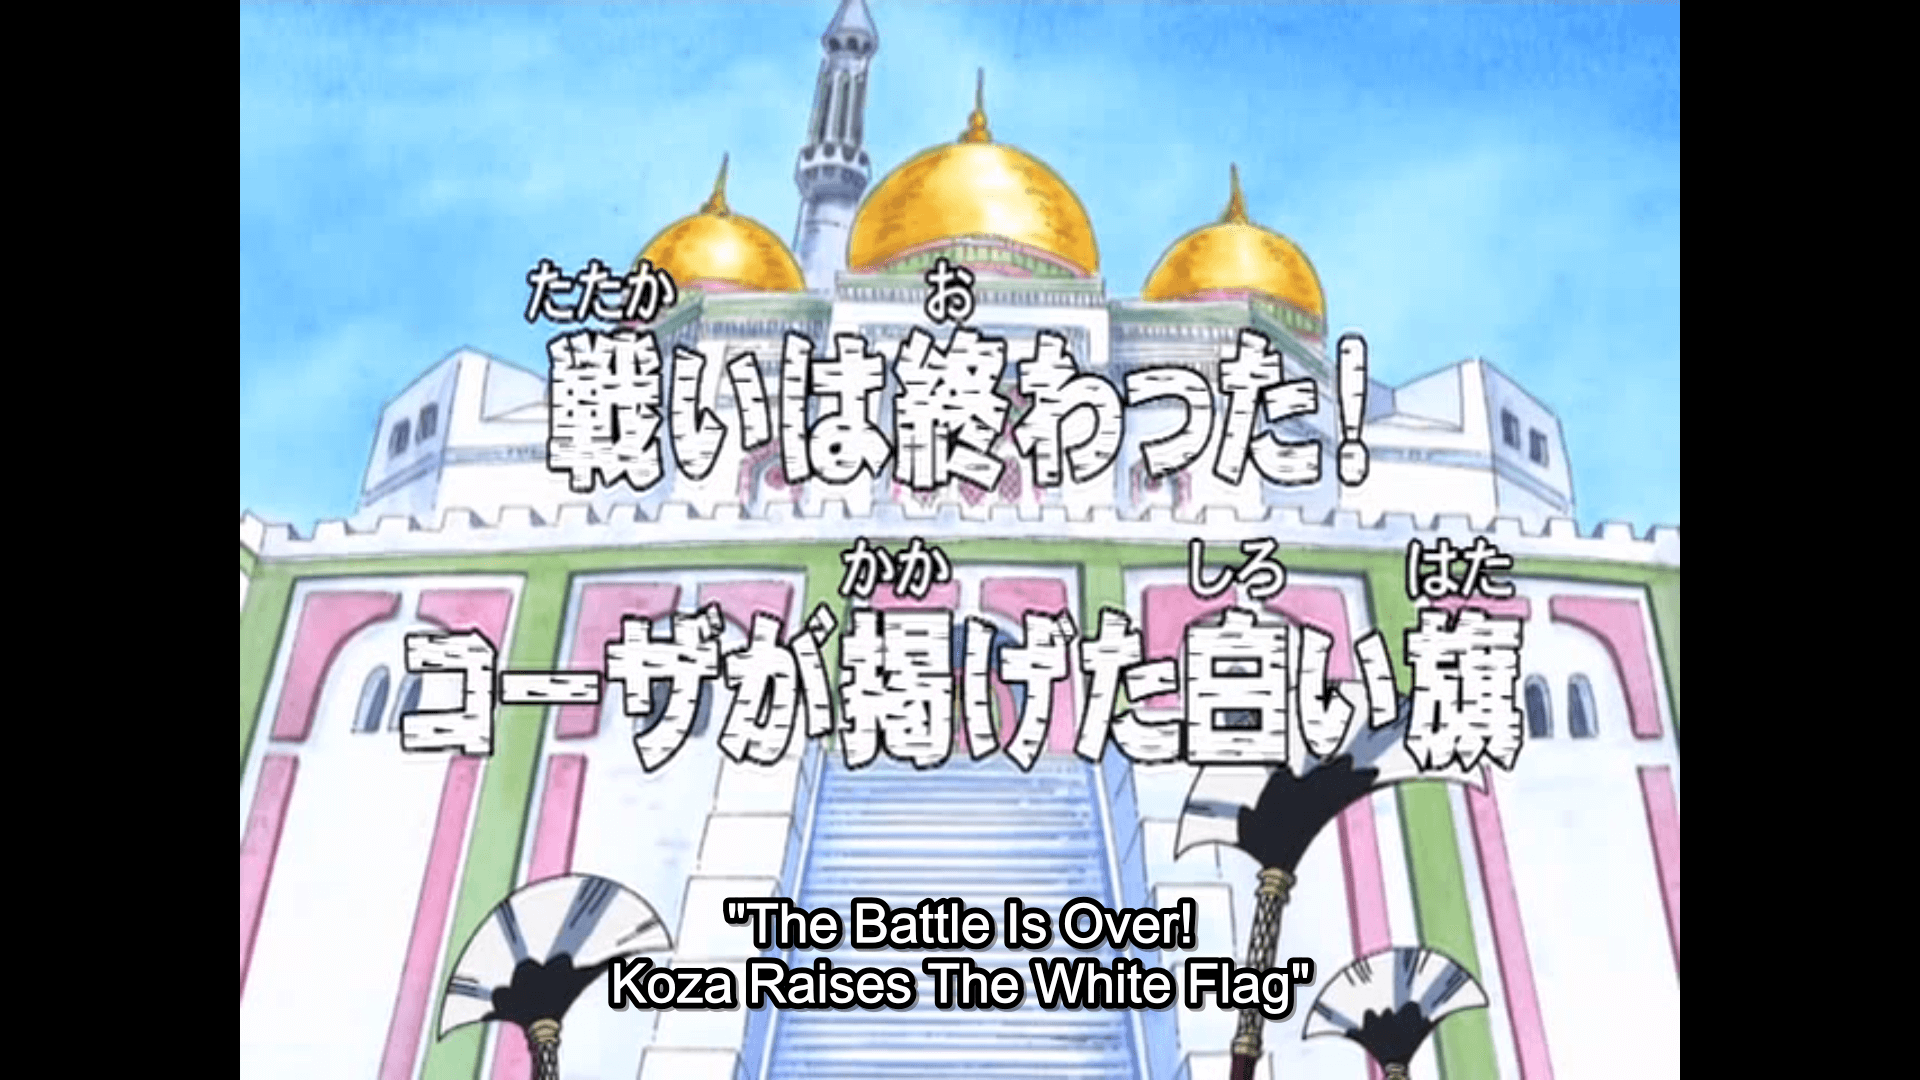 たたか お
戦いは終わった!
かか しろ はた
コーザが掲げた白い旗
"The Battle Is Over!
Koza Raises The White Flag"